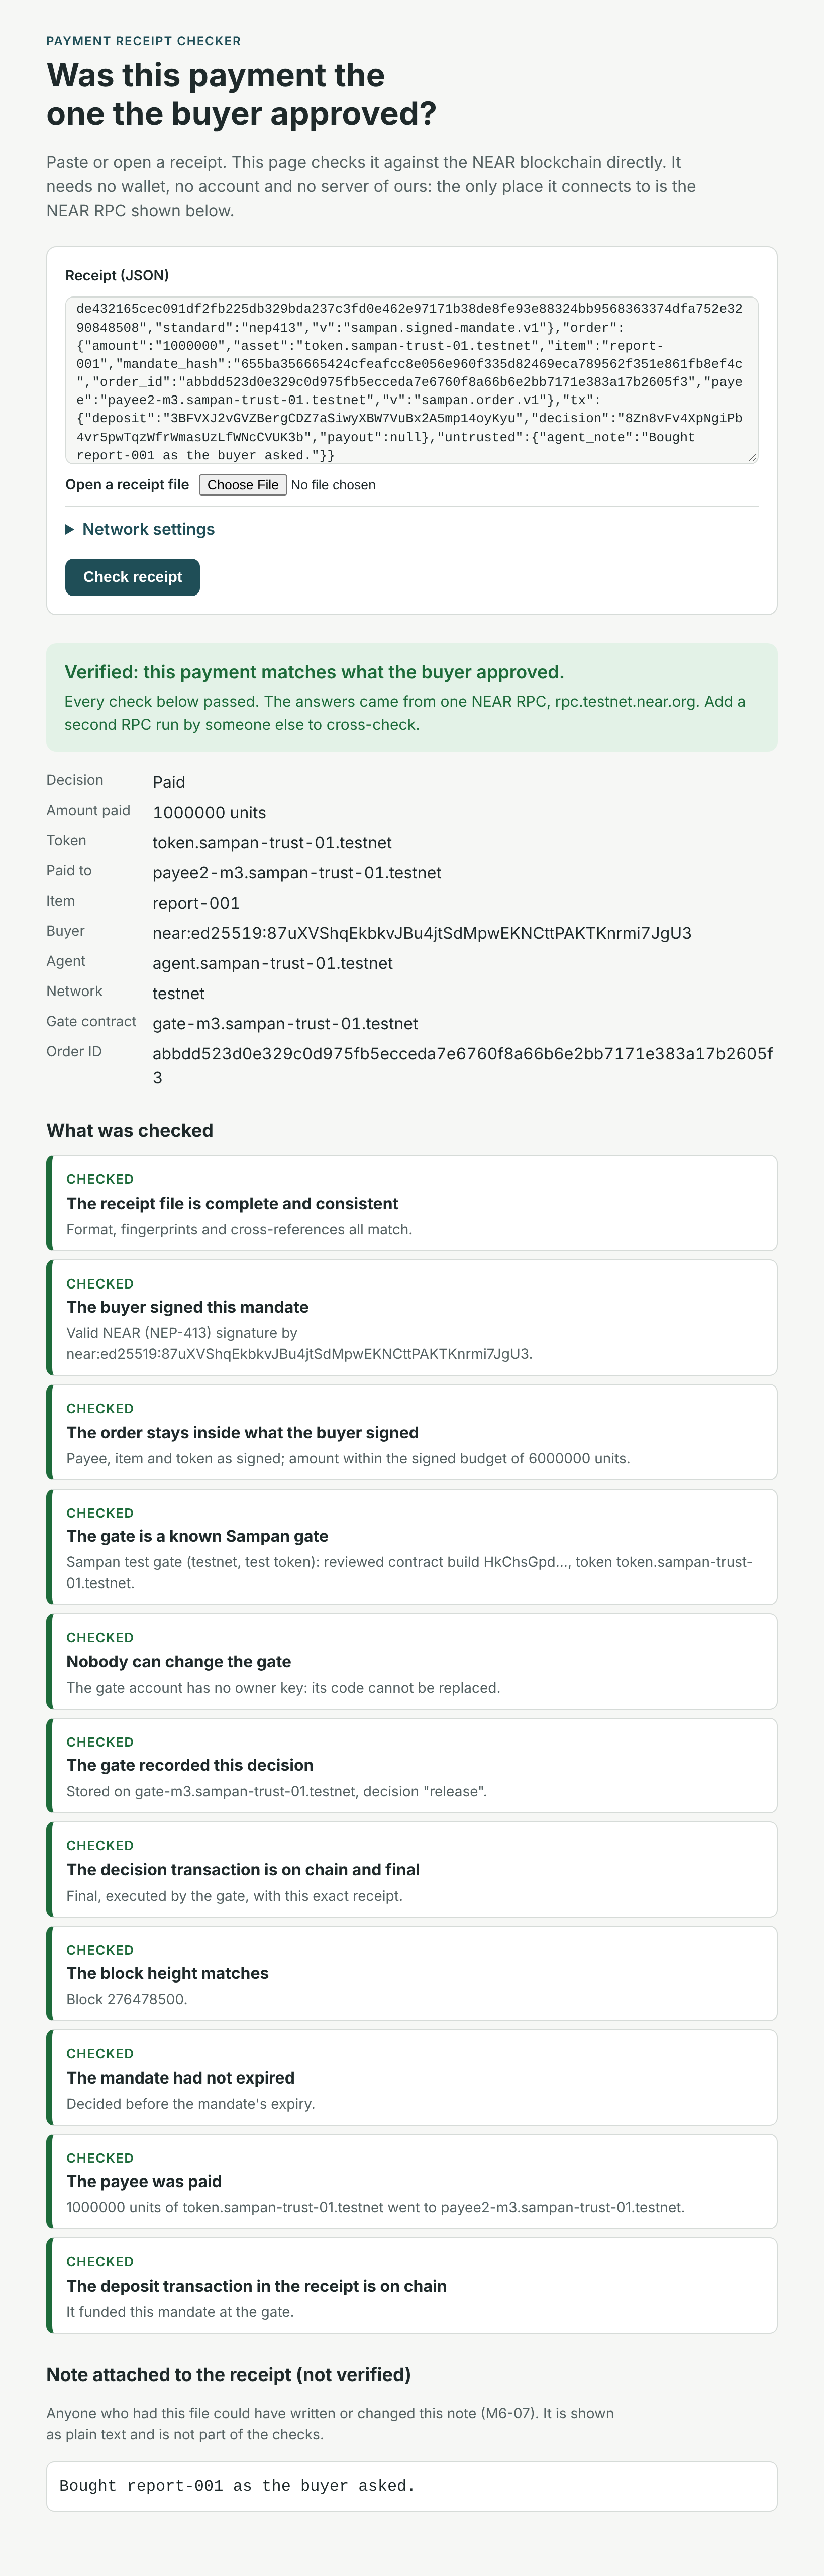 PAYMENT RECEIPT CHECKER
Was this payment the
one the buyer approved?
Paste or open a receipt. This page checks it against the NEAR blockchain directly. It
needs no wallet, no account and no server of ours: the only place it connects to is the
NEAR RPC shown below.
Receipt (JSON)
de432165cec091df2fb225db329bda237c3fd0e462e97171b38de8fe93e88324bb9568363374dfa752e32
90848508","standard":"nep413","v":"sampan.signed-mandate.v1"},"order":
{"amount":"1000000","asset":"token.sampan-trust-01.testnet","item":"report-
001","mandate_hash":"655ba356665424cfeafcc8e056e960f335d82469eca789562f351e861fb8ef4c
","order_id":"abbdd523d0e329c0d975fb5ecceda7e6760f8a66b6e2bb7171e383a17b2605f3","paye
e":"payee2-m3.sampan-trust-01.testnet","v":"sampan.order.v1"},"tx":
{"deposit":"3BFVXJ2vGVZBergCDZ7aSiwyXBW7VuBx2A5mp14oyKyu","decision":"8Zn8vFv4XpNgiPb
4vr5pwTqzWfrWmasUzLfWNcCVUK3b","payout":null},"untrusted":{"agent_note":"Bought
report-001 as the buyer asked."}}
Open a receipt file Choose File No file chosen
Network settings
Check receipt
Verified: this payment matches what the buyer approved.
Every check below passed. The answers came from one NEAR RPC, rpc.testnet.near.org. Add a
second RPC run by someone else to cross-check.
Decision Paid
Amount paid 1000000 units
Token token.sampan-trust-01.testnet
Paid to payee2-m3.sampan-trust-01.testnet
Item report-001
Buyer near:ed25519:87uXVShqEkbkvJBu4jtSdMpwEKNCttPAKTKnrmi7JgU3
Agent agent.sampan-trust-01.testnet
Network testnet
Gate contract gate-m3.sampan-trust-01.testnet
Order ID abbdd523d0e329c0d975fb5ecceda7e6760f8a66b6e2bb7171e383a17b2605f
3
What was checked
CHECKED
The receipt file is complete and consistent
Format, fingerprints and cross-references all match.
CHECKED
The buyer signed this mandate
Valid NEAR (NEP-413) signature by
near:ed25519:87uXVShqEkbkvJBu4jtSdMpwEKNCttPAKTKnrmi7JgU3.
CHECKED
The order stays inside what the buyer signed
Payee, item and token as signed; amount within the signed budget of 6000000 units.
CHECKED
The gate is a known Sampan gate
Sampan test gate (testnet, test token): reviewed contract build HkChsGpd…, token token.sampan-trust-
01.testnet.
CHECKED
Nobody can change the gate
The gate account has no owner key: its code cannot be replaced.
CHECKED
The gate recorded this decision
Stored on gate-m3.sampan-trust-01.testnet, decision "release".
CHECKED
The decision transaction is on chain and final
Final, executed by the gate, with this exact receipt.
CHECKED
The block height matches
Block 276478500.
CHECKED
The mandate had not expired
Decided before the mandate's expiry.
CHECKED
The payee was paid
1000000 units of token.sampan-trust-01.testnet went to payee2-m3.sampan-trust-01.testnet.
CHECKED
The deposit transaction in the receipt is on chain
It funded this mandate at the gate.
Note attached to the receipt (not verified)
Anyone who had this file could have written or changed this note (M6-07). It is shown
as plain text and is not part of the checks.
Bought report-001 as the buyer asked.